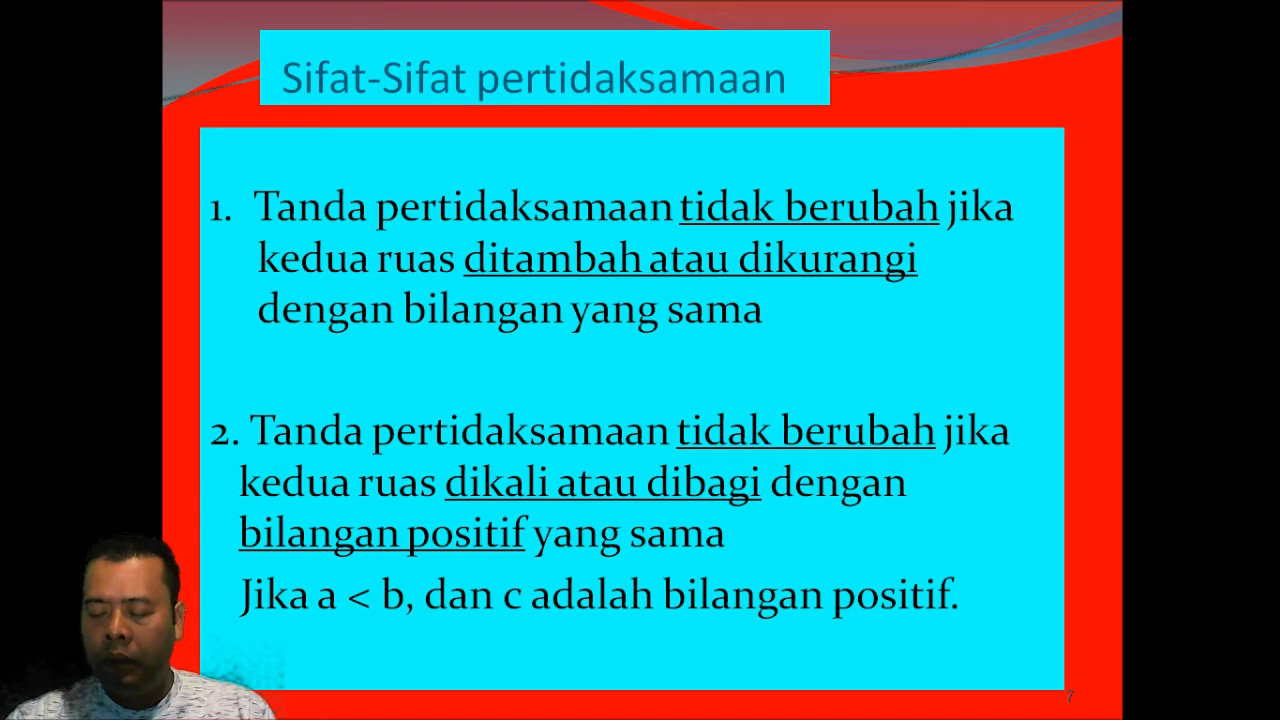 Sifat-Sifat pertidaksamaan
1. Tanda pertidaksamaan tidak berubah jika
kedua ruas ditambah atau dikurangi
dengan bilangan yang sama
2. Tanda pertidaksamaan tidak berubah jika
kedua ruas dikali atau dibagi dengan
bilangan positif yang sama
Jika a < b, dan c adalah bilangan positif.
7